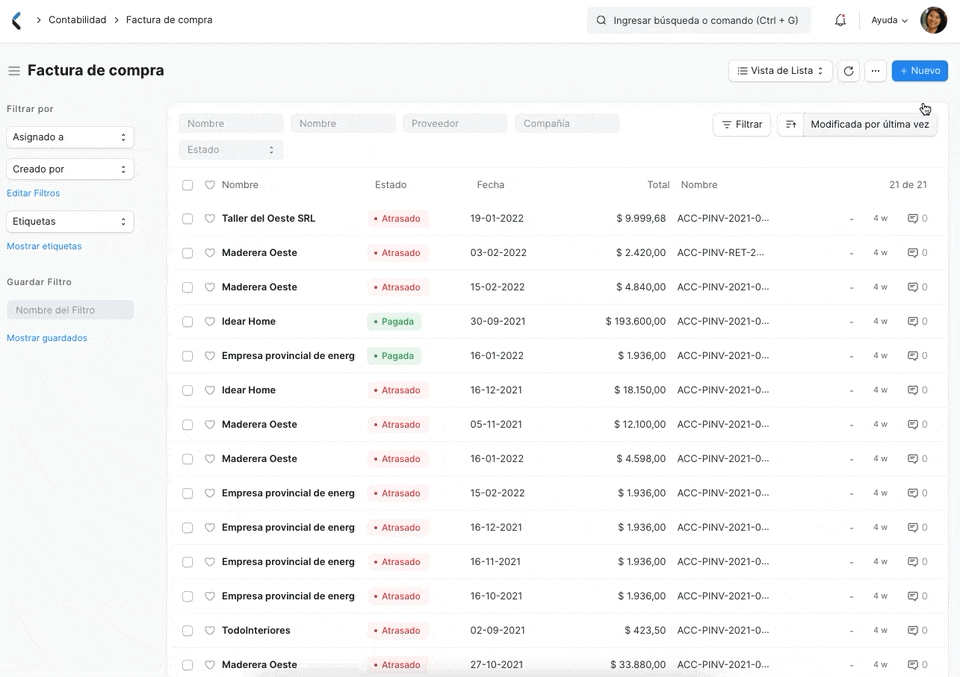 Contabilidad > Factura de compra
Ingresar búsqueda o comando (Ctrl + G)
Ayuda
Factura de compra
Vista de Lista
+ Nuevo
Filtrar por
Asignado a
Creado por
Editar Filtros
Etiquetas
Mostrar etiquetas
Guardar Filtro
Nombre del Filtro
Mostrar guardados
Nombre Nombre Proveedor Compañía
Estado
Filtrar
Modificada por última vez
Nombre Estado Fecha Total Nombre 21 de 21
Taller del Oeste SRL • Atrasado 19-01-2022 $ 9.999,68 ACC-PINV-2021-0... - 4 w 0
Maderera Oeste • Atrasado 03-02-2022 $ 2.420,00 ACC-PINV-RET-2... - 4 w 0
Maderera Oeste • Atrasado 15-02-2022 $ 4.840,00 ACC-PINV-2021-0... - 4 w 0
Idear Home • Pagada 30-09-2021 $ 193.600,00 ACC-PINV-2021-0... - 4 w 0
Empresa provincial de energ • Pagada 16-01-2022 $ 1.936,00 ACC-PINV-2021-0... - 4 w 0
Idear Home • Atrasado 16-12-2021 $ 18.150,00 ACC-PINV-2021-0... - 4 w 0
Maderera Oeste • Atrasado 05-11-2021 $ 12.100,00 ACC-PINV-2021-0... - 4 w 0
Maderera Oeste • Atrasado 16-01-2022 $ 4.598,00 ACC-PINV-2021-0... - 4 w 0
Empresa provincial de energ • Atrasado 15-02-2022 $ 1.936,00 ACC-PINV-2021-0... - 4 w 0
Empresa provincial de energ • Atrasado 16-12-2021 $ 1.936,00 ACC-PINV-2021-0... - 4 w 0
Empresa provincial de energ • Atrasado 16-11-2021 $ 1.936,00 ACC-PINV-2021-0... - 4 w 0
Empresa provincial de energ • Atrasado 16-10-2021 $ 1.936,00 ACC-PINV-2021-0... - 4 w 0
TodoInteriores • Atrasado 02-09-2021 $ 423,50 ACC-PINV-2021-0... - 4 w 0
Maderera Oeste • Atrasado 27-10-2021 $ 33.880,00 ACC-PINV-2021-0... - 4 w 0